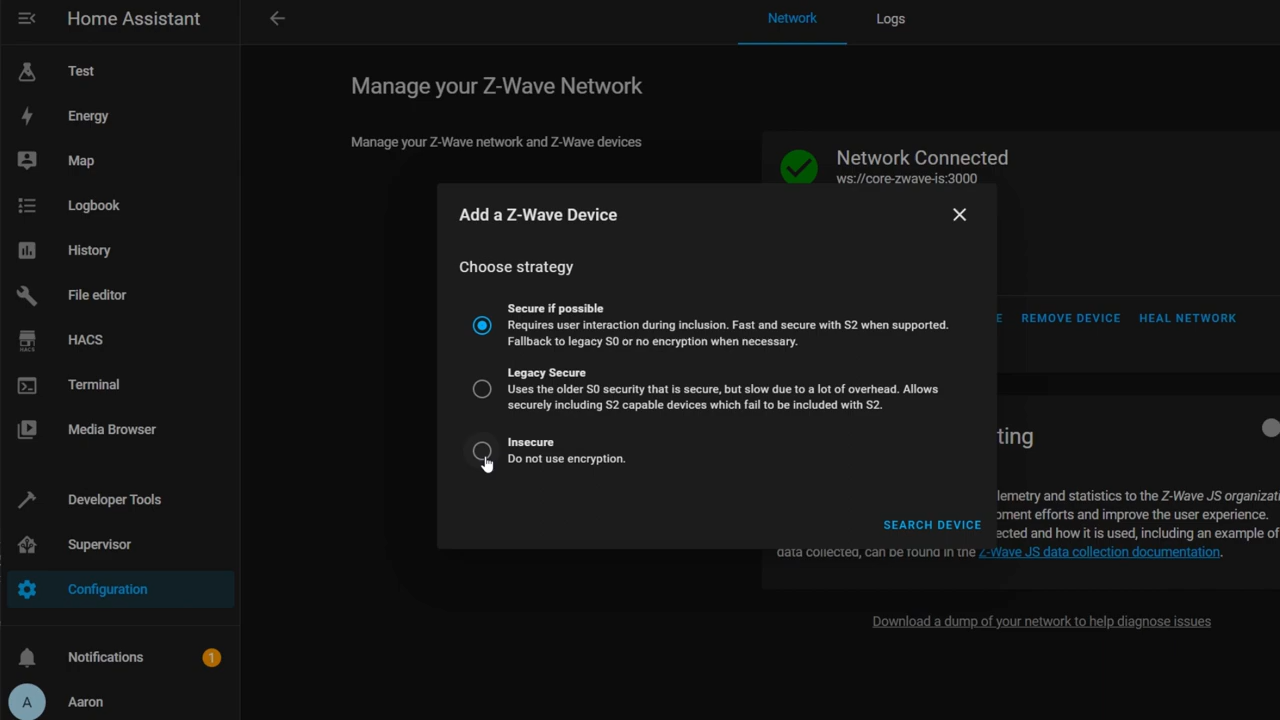 Home Assistant
Test
Energy
Map
Logbook
History
File editor
HACS
HACS
Terminal
Media Browser
Developer Tools
Supervisor
Configuration
Notifications
1
A
Aaron
Network
Logs
Manage your Z-Wave Network
Manage your Z-Wave network and Z-Wave devices
Network Connected
ws://core-zwave-js:3000
Add a Z-Wave Device
Choose strategy
Secure if possible
Requires user interaction during inclusion. Fast and secure with S2 when supported.
Fallback to legacy S0 or no encryption when necessary.
Legacy Secure
Uses the older S0 security that is secure, but slow due to a lot of overhead. Allows
securely including S2 capable devices which fail to be included with S2.
Insecure
Do not use encryption.
SEARCH DEVICE
E REMOVE DEVICE HEAL NETWORK
ting
lemetry and statistics to the Z-Wave JS organizati
pment efforts and improve the user experience.
ected and how it is used, including an example of
data collected, can be found in the Z-Wave JS data collection documentation.
Download a dump of your network to help diagnose issues